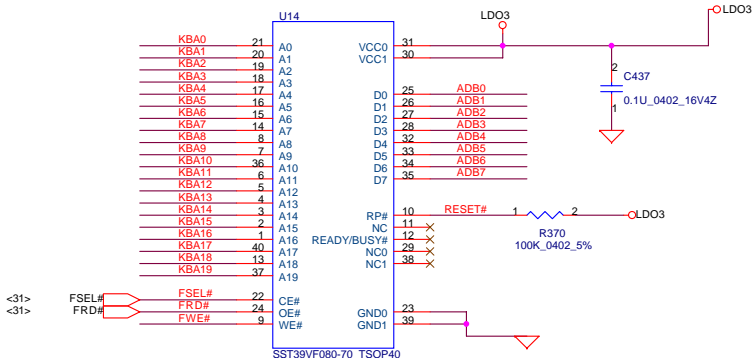 U14
LDO3
LDO3
KBA0 21 A0 VCC0 31
KBA1 20 A1 VCC1 30
KBA2 19 A2
KBA3 18 A3
KBA4 17 A4 D0 25 ADB0
KBA5 16 A5 D1 26 ADB1
KBA6 15 A6 D2 27 ADB2
KBA7 14 A7 D3 28 ADB3
KBA8 8 A8 D4 32 ADB4
KBA9 7 A9 D5 33 ADB5
KBA10 36 A10 D6 34 ADB6
KBA11 6 A11 D7 35 ADB7
KBA12 5 A12
KBA13 4 A13
KBA14 3 A14 RP# 10 RESET# 1 2 LDO3
KBA15 2 A15 NC 11
KBA16 1 A16 READY/BUSY# 12
KBA17 40 A17 NC0 29
KBA18 13 A18 NC1 38
KBA19 37 A19
2
C437
0.1U_0402_16V4Z
1
R370
100K_0402_5%
<31> FSEL# FSEL# 22 CE# GND0 23
<31> FRD# FRD# 24 OE# GND1 39
FWE# 9 WE#
SST39VF080-70_TSOP40